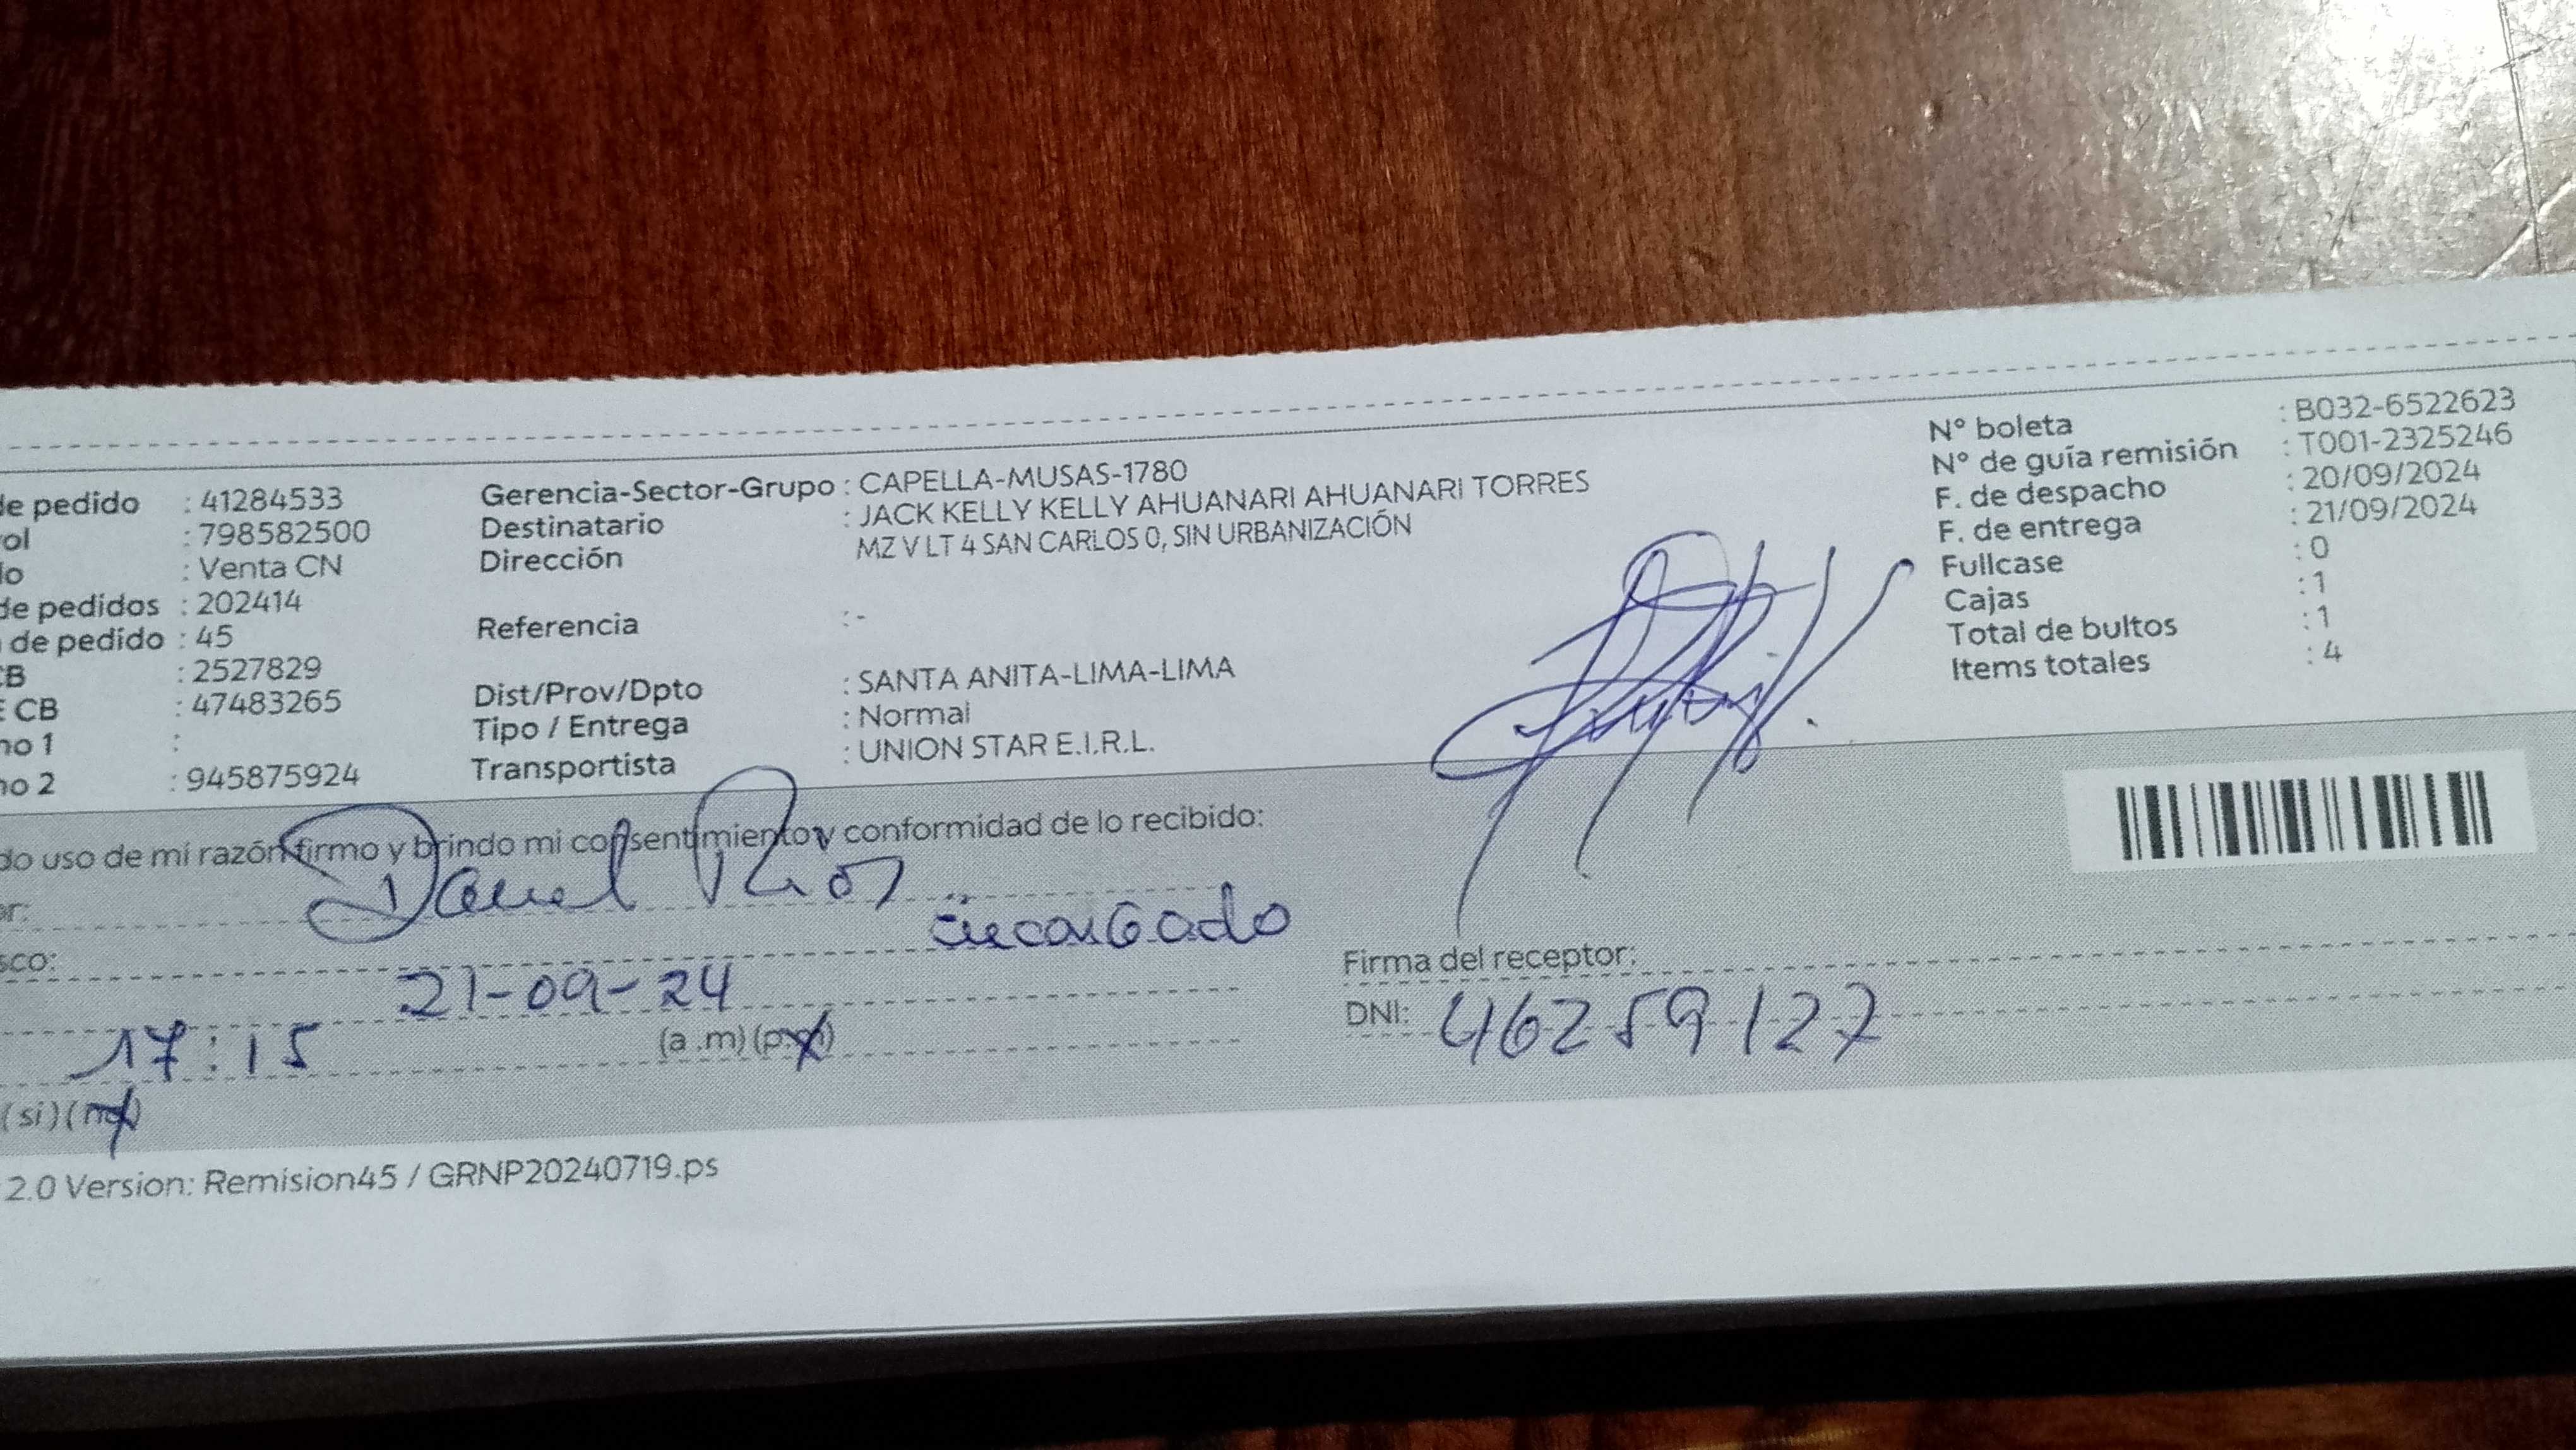 de pedido : 41284533
ol : 798582500
do : Venta CN
de pedidos : 202414
de pedido : 45
CB : 2527829
E CB : 47483265
no 1 :
no 2 : 945875924
Gerencia-Sector-Grupo : CAPELLA-MUSAS-1780
Destinatario : JACK KELLY KELLY AHUANARI AHUANARI TORRES
Dirección MZ V LT 4 SAN CARLOS 0, SIN URBANIZACIÓN
Referencia : -
Dist/Prov/Dpto : SANTA ANITA-LIMA-LIMA
Tipo / Entrega : Normal
Transportista : UNION STAR E.I.R.L.
N° boleta : B032-6522623
N° de guía remisión : T001-2325246
F. de despacho : 20/09/2024
F. de entrega : 21/09/2024
Fullcase : 0
Cajas : 1
Total de bultos : 1
Items totales : 4
do uso de mi razón firmo y brindo mi consentimiento y conformidad de lo recibido:
or: Daniel Rios
sco: encargado
21-09-24
17:15 (a.m) (p.m)
(si) (no)
Firma del receptor:
DNI: 46259127
2.0 Version: Remision45 / GRNP20240719.ps